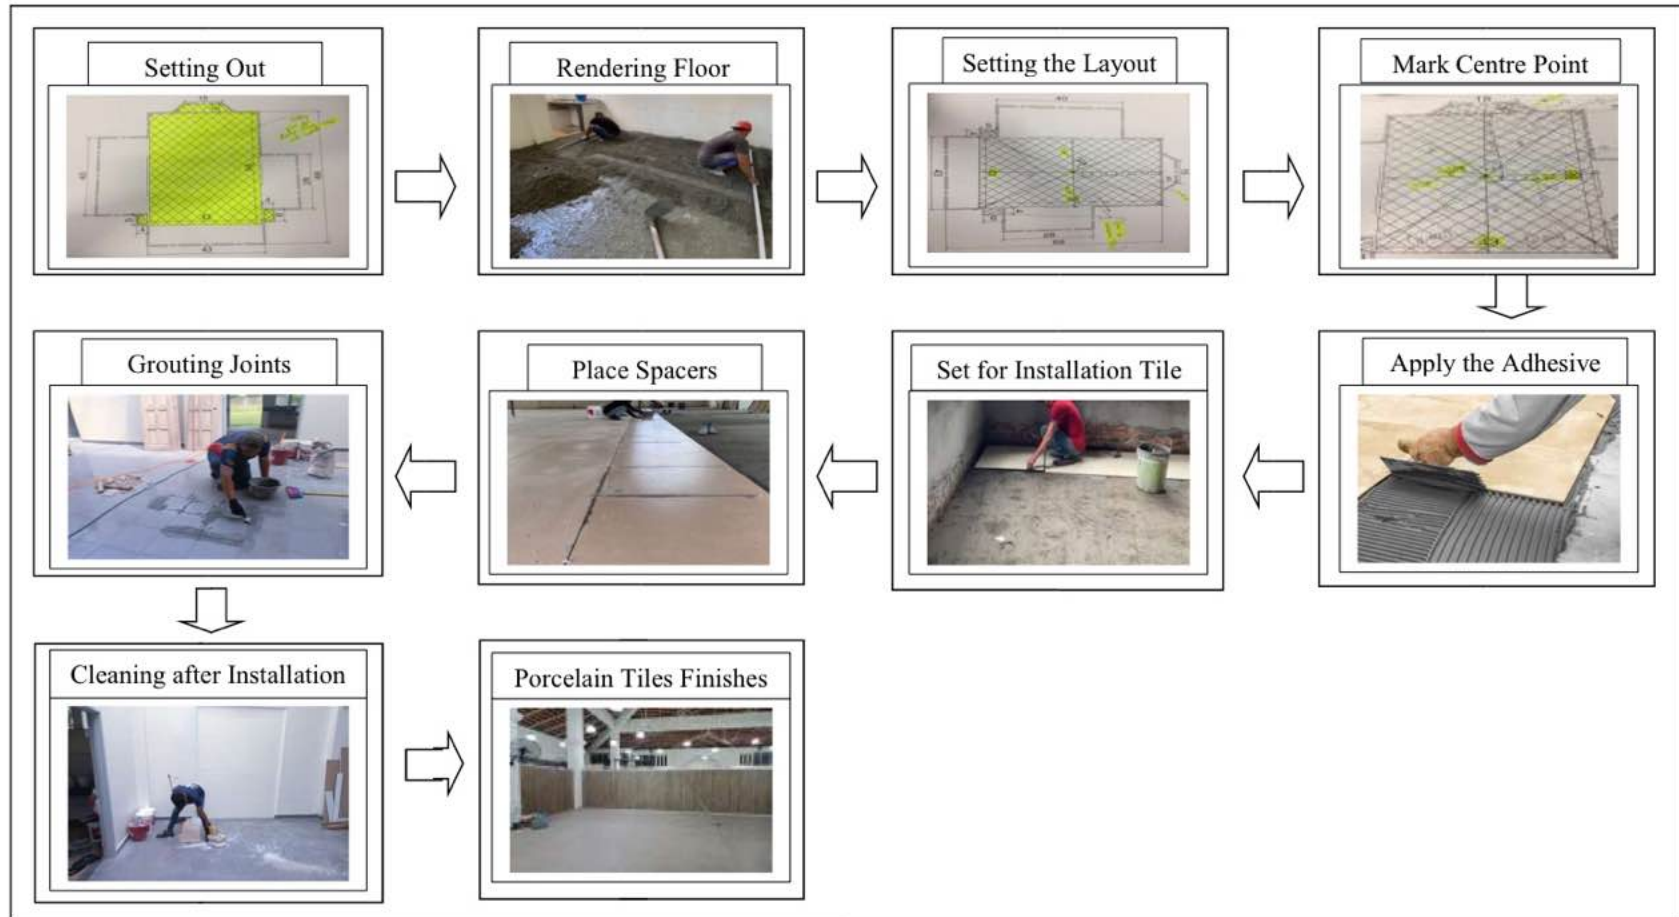 Setting Out
Rendering Floor
Setting the Layout
Mark Centre Point
Apply the Adhesive
Set for Installation Tile
Place Spacers
Grouting Joints
Cleaning after Installation
Porcelain Tiles Finishes